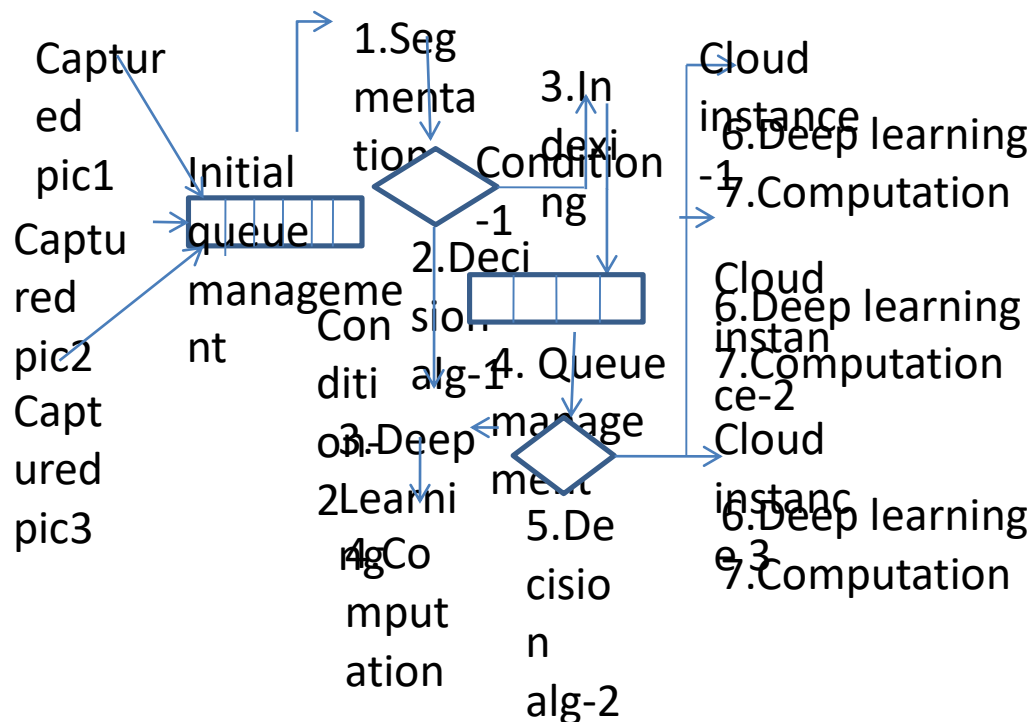 Captur
ed
pic1
Captu
red
pic2
Capt
ured
pic3
Initial
queue
manageme
nt
1.Seg
menta
tion
Condition
-1
2.Deci
sion
alg-1
Con
diti
on-
2
3.In
dexi
ng
3.Deep
Learni
ng
4.Co
mput
ation
4. Queue
manage
ment
5.De
cisio
n
alg-2
Cloud
instance
-1
6.Deep learning
7.Computation
Cloud
instan
ce-2
6.Deep learning
7.Computation
Cloud
instanc
e 3
6.Deep learning
7.Computation